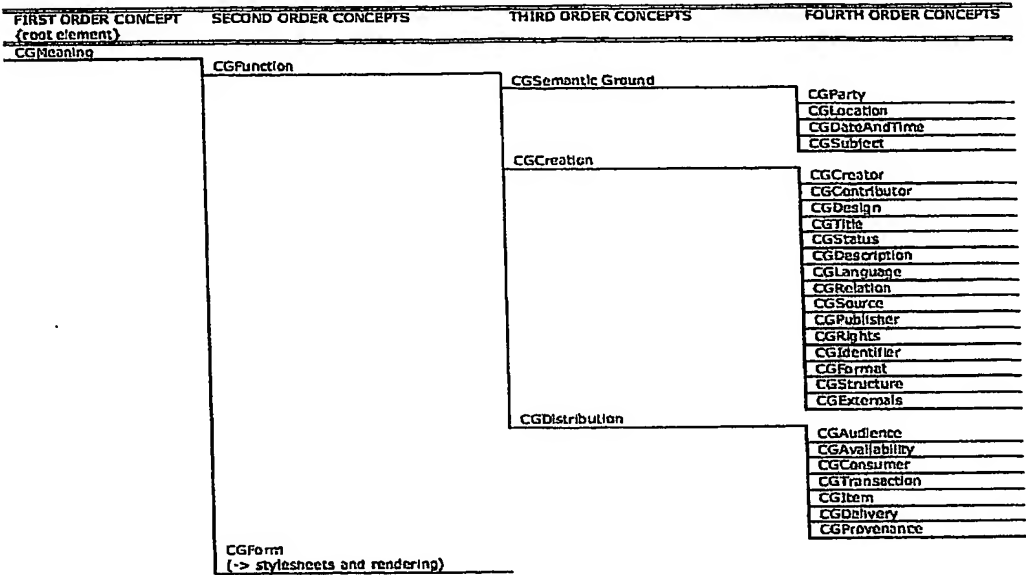 FIRST ORDER CONCEPT SECOND ORDER CONCEPTS THIRD ORDER CONCEPTS FOURTH ORDER CONCEPTS
{root element}
CGMeaning
CGFunction
CGSemantic Ground
CGParty
CGLocation
CGDateAndTime
CGSubject
CGCreation
CGCreator
CGContributor
CGDesign
CGTitle
CGStatus
CGDescription
CGLanguage
CGRelation
CGSource
CGPublisher
CGRights
CGIdentifier
CGFormat
CGStructure
CGExternals
CGDistribution
CGAudience
CGAvailability
CGConsumer
CGTransaction
CGItem
CGDelivery
CGProvenance
CGForm
(-> stylesheets and rendering)